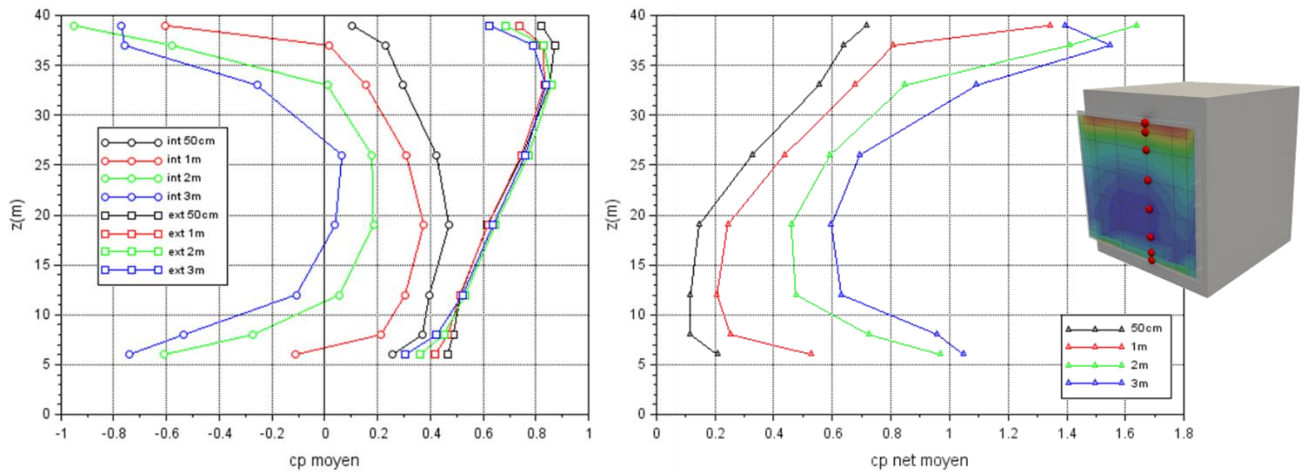 40
35
30
25
20
15
10
5
0
z(m)
int 50cm
int 1m
int 2m
int 3m
ext 50cm
ext 1m
ext 2m
ext 3m
-1 -0.8 -0.6 -0.4 -0.2 0 0.2 0.4 0.6 0.8 1
cp moyen
40
35
30
25
20
15
10
5
0
z(m)
50cm
1m
2m
3m
0 0.2 0.4 0.6 0.8 1 1.2 1.4 1.6 1.8
cp net moyen